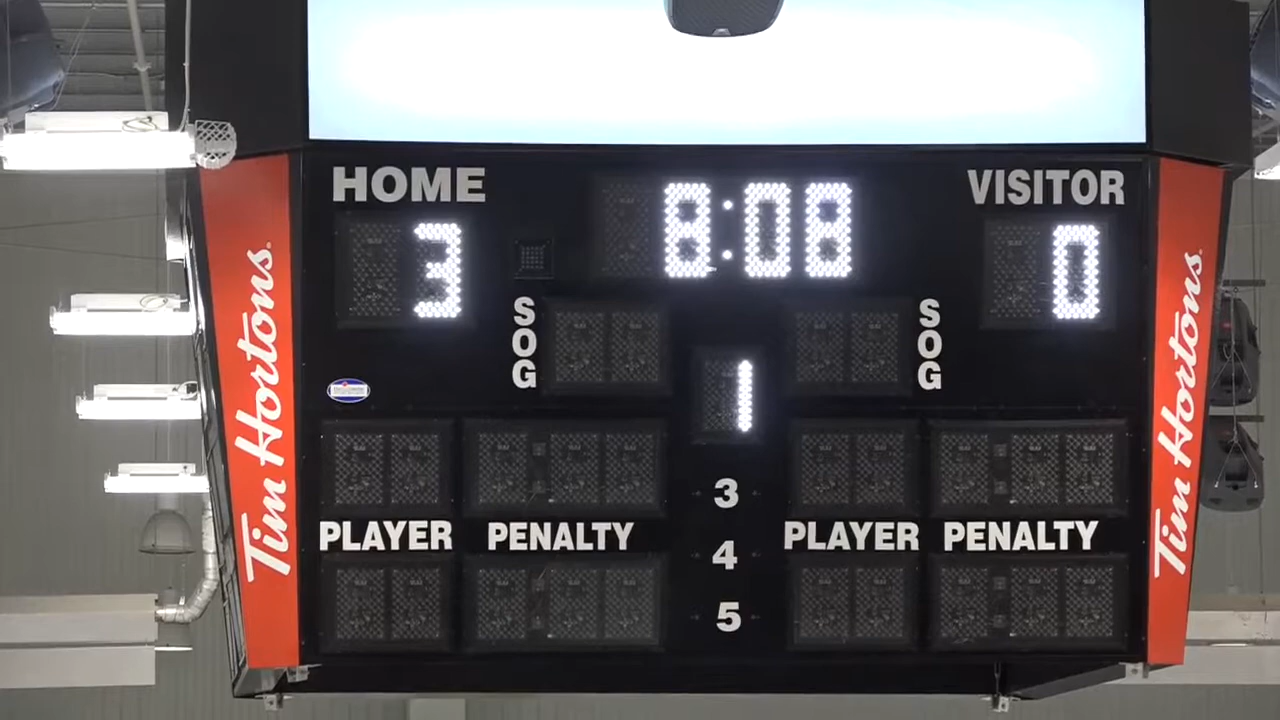 HOME 8:08 VISITOR
3 0
SOG SOG
1
3
PLAYER PENALTY PLAYER PENALTY
4
5
Tim Hortons.
Tim Hortons.